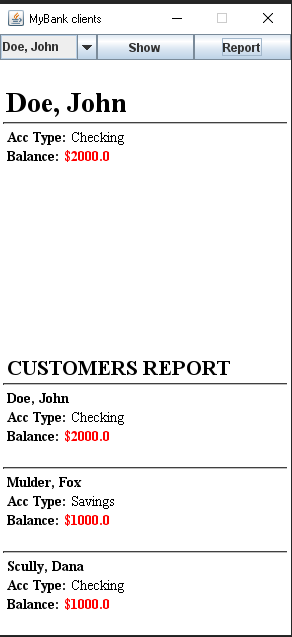 MyBank clients
Doe, John Show Report
Doe, John
Acc Type: Checking
Balance: $2000.0
CUSTOMERS REPORT
Doe, John
Acc Type: Checking
Balance: $2000.0
Mulder, Fox
Acc Type: Savings
Balance: $1000.0
Scully, Dana
Acc Type: Checking
Balance: $1000.0